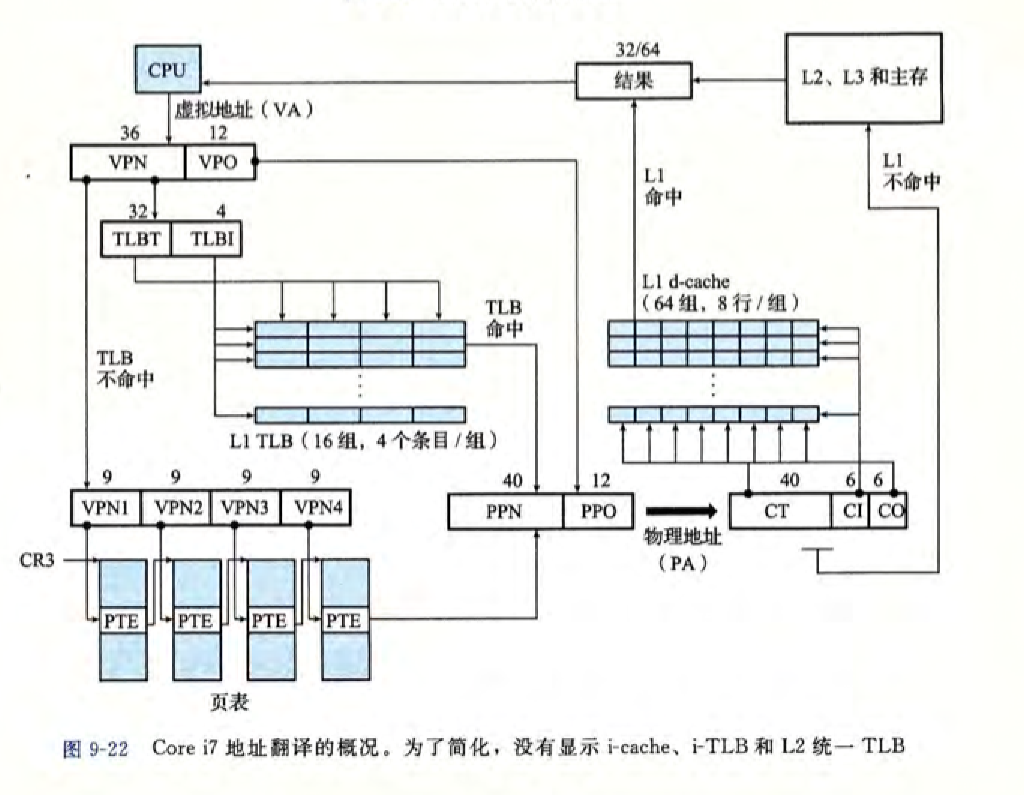 32/64
CPU
结果
L2、L3 和主存
虚拟地址（VA）
36 12
VPN VPO
L1
命中
L1
不命中
32 4
TLBT TLBI
L1 d-cache
（64 组，8 行/组）
TLB
命中
TLB
不命中
L1 TLB（16 组，4 个条目/组）
9 9 9 9
VPN1 VPN2 VPN3 VPN4
40 12
PPN PPO
40 6 6
CT CI CO
物理地址
（PA）
CR3
PTE PTE PTE PTE
页表
图 9-22 Core i7 地址翻译的概况。为了简化，没有显示 i-cache、i-TLB 和 L2 统一 TLB